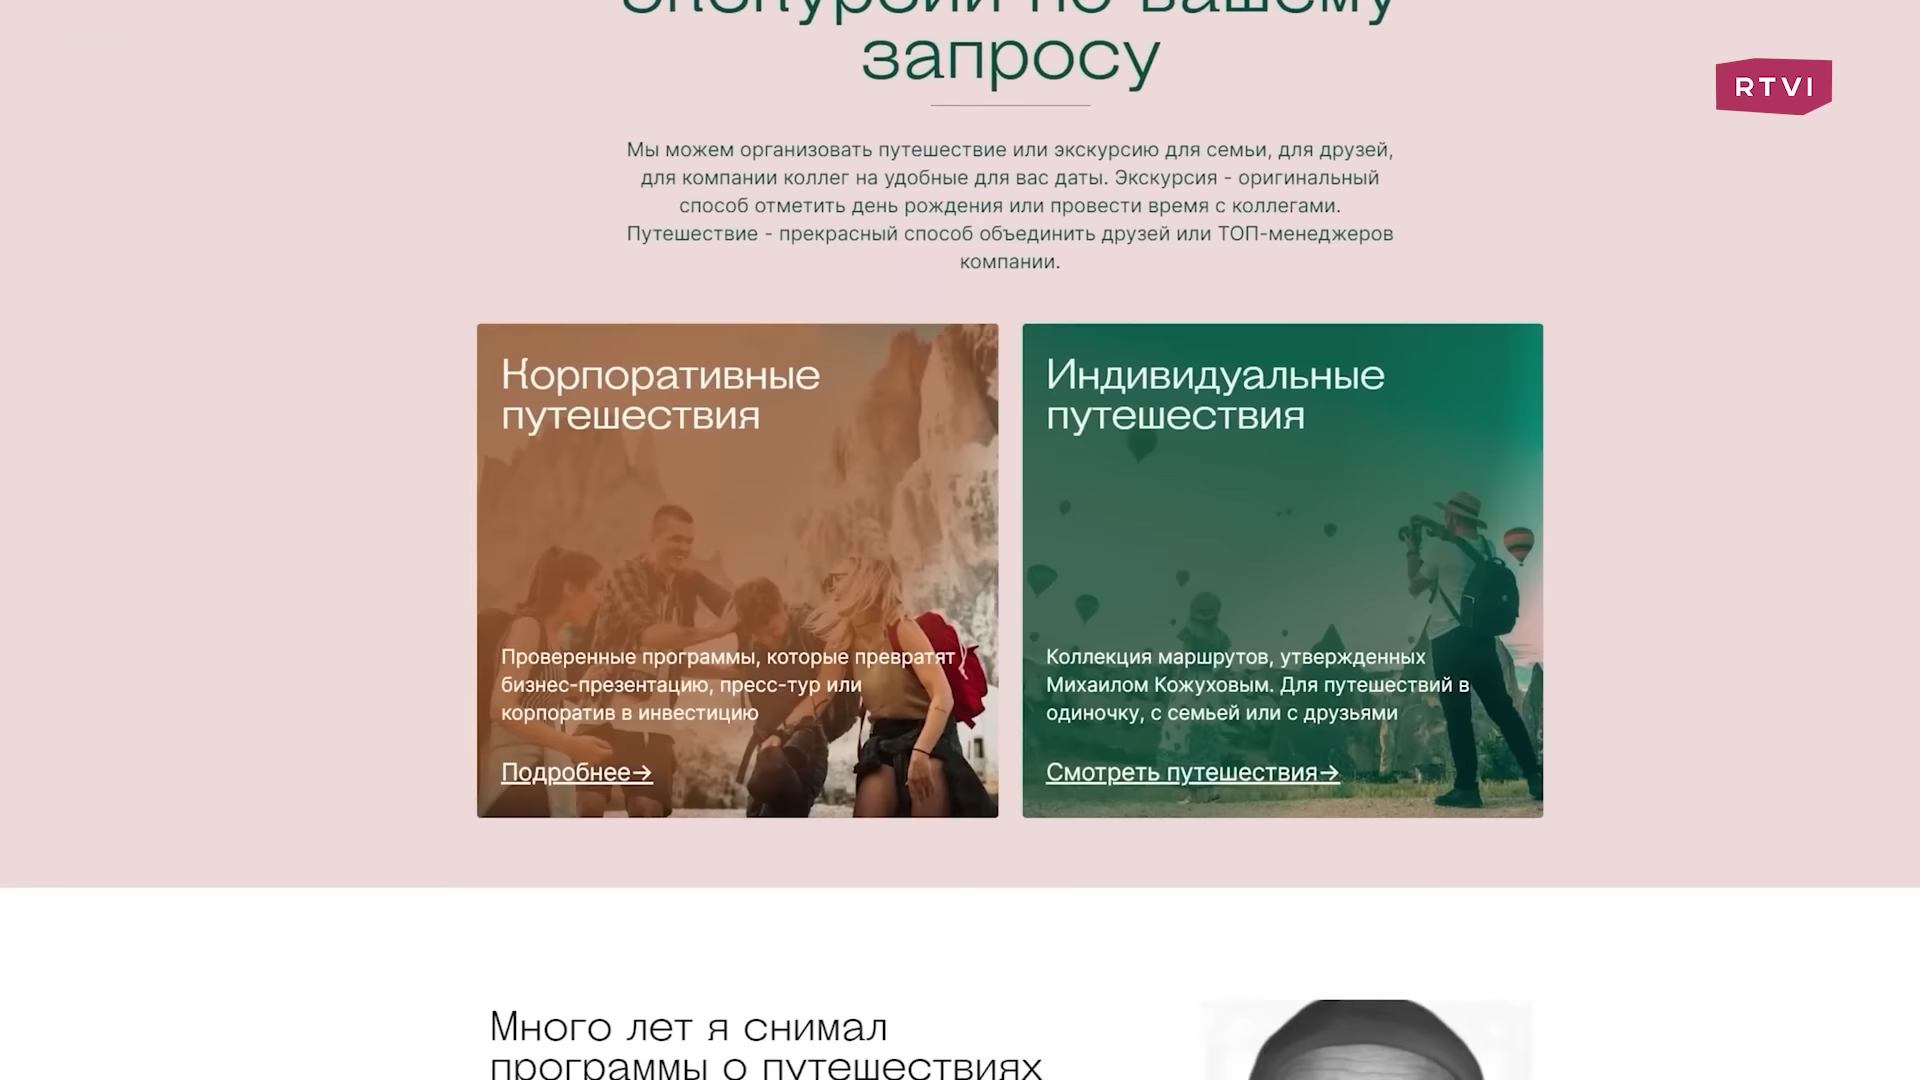 экскурсии по вашему
запросу
RTVI
Мы можем организовать путешествие или экскурсию для семьи, для друзей,
для компании коллег на удобные для вас даты. Экскурсия - оригинальный
способ отметить день рождения или провести время с коллегами.
Путешествие - прекрасный способ объединить друзей или ТОП-менеджеров
компании.
Корпоративные
путешествия
Проверенные программы, которые превратят
бизнес-презентацию, пресс-тур или
корпоратив в инвестицию
Подробнее→
Индивидуальные
путешествия
Коллекция маршрутов, утвержденных
Михаилом Кожуховым. Для путешествий в
одиночку, с семьей или с друзьями
Смотреть путешествия→
Много лет я снимал
программы о путешествиях